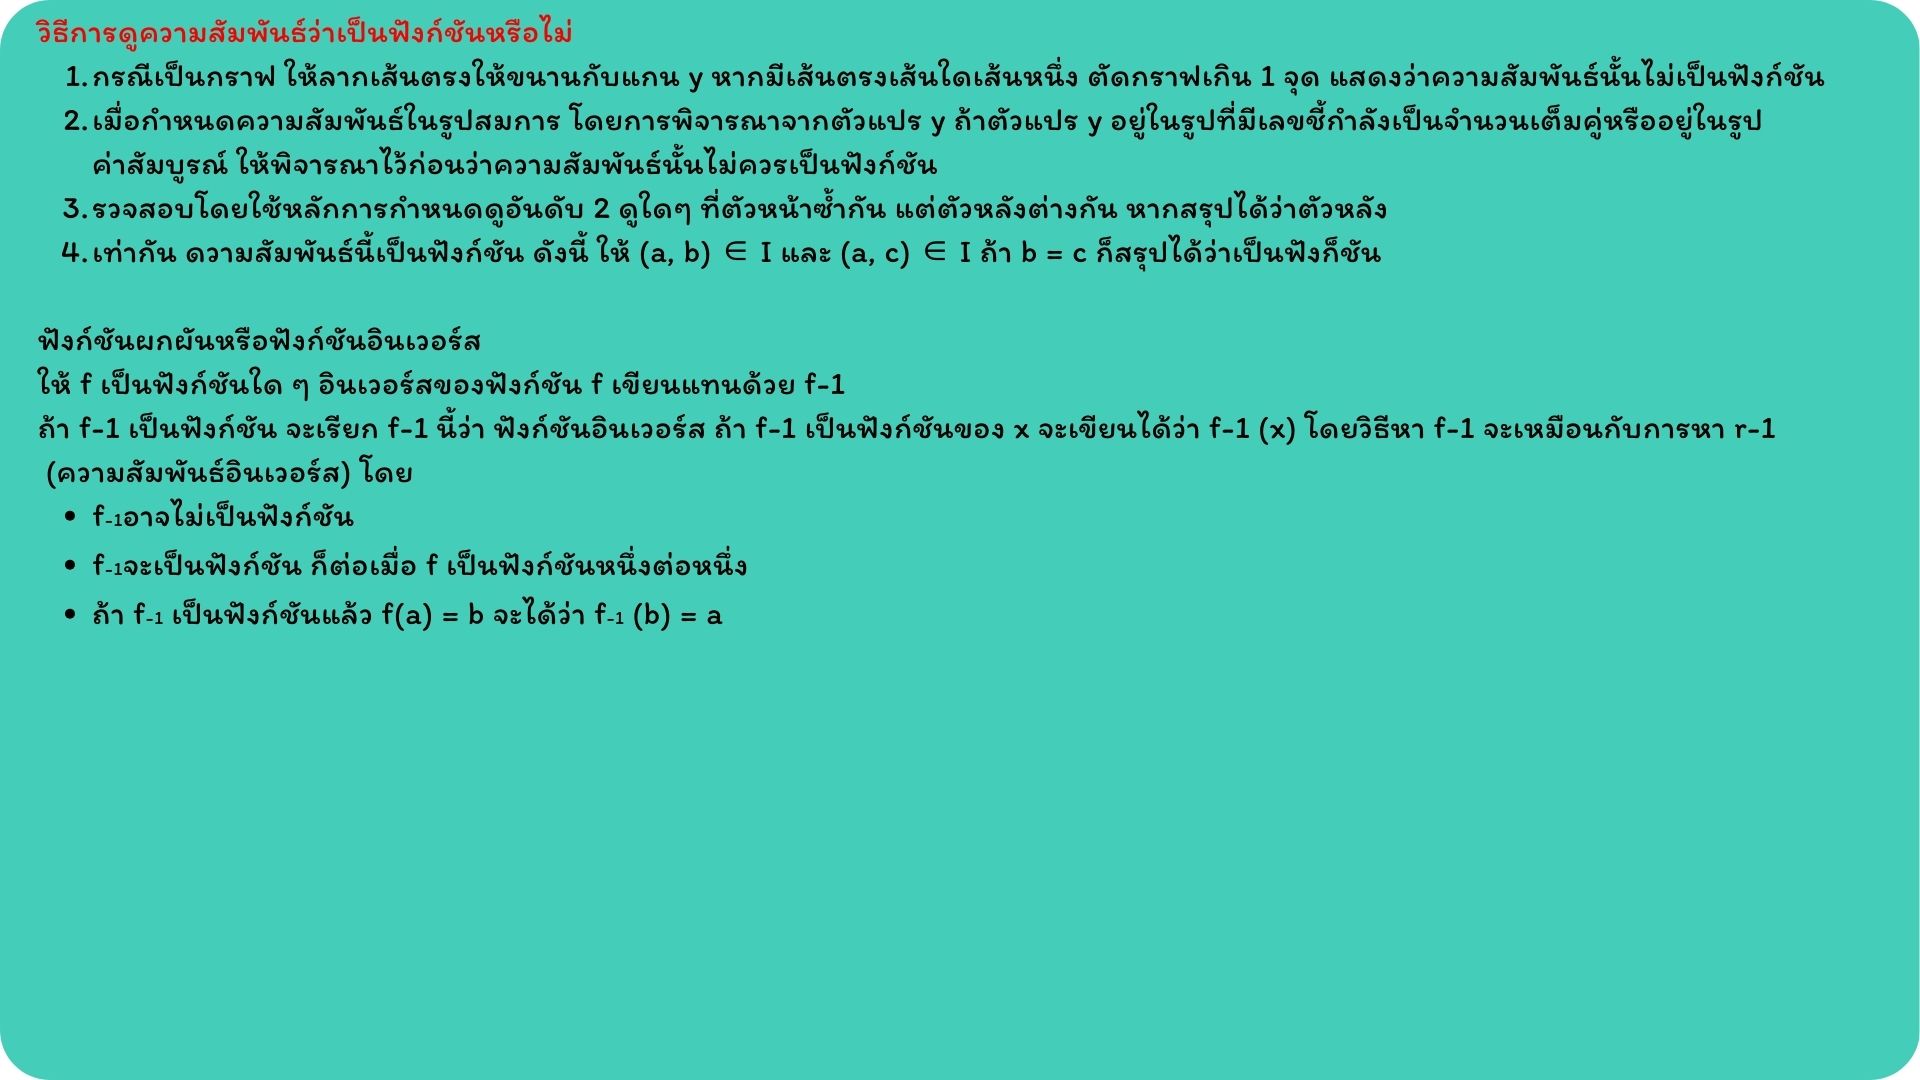 วิธีการดูความสัมพันธ์ว่าเป็นฟังก์ชันหรือไม่
1. กรณีเป็นกราฟ ให้ลากเส้นตรงให้ขนานกับแกน y หากมีเส้นตรงเส้นใดเส้นหนึ่ง ตัดกราฟเกิน 1 จุด แสดงว่าความสัมพันธ์นั้นไม่เป็นฟังก์ชัน
2. เมื่อกำหนดความสัมพันธ์ในรูปสมการ โดยการพิจารณาจากตัวแปร y ถ้าตัวแปร y อยู่ในรูปที่มีเลขชี้กำลังเป็นจำนวนเต็มคู่หรืออยู่ในรูป
ค่าสัมบูรณ์ ให้พิจารณาไว้ก่อนว่าความสัมพันธ์นั้นไม่ควรเป็นฟังก์ชัน
3. รวจสอบโดยใช้หลักการกำหนดดูอันดับ 2 ดูใดๆ ที่ตัวหน้าซ้ำกัน แต่ตัวหลังต่างกัน หากสรุปได้ว่าตัวหลัง
4. เท่ากัน ดวามสัมพันธ์นี้เป็นฟังก์ชัน ดังนี้ ให้ (a, b) ∈ I และ (a, c) ∈ I ถ้า b = c ก็สรุปได้ว่าเป็นฟังก็ชัน
ฟังก์ชันผกผันหรือฟังก์ชันอินเวอร์ส
ให้ f เป็นฟังก์ชันใด ๆ อินเวอร์สของฟังก์ชัน f เขียนแทนด้วย f-1
ถ้า f-1 เป็นฟังก์ชัน จะเรียก f-1 นี้ว่า ฟังก์ชันอินเวอร์ส ถ้า f-1 เป็นฟังก์ชันของ x จะเขียนได้ว่า f-1 (x) โดยวิธีหา f-1 จะเหมือนกับการหา r-1
(ความสัมพันธ์อินเวอร์ส) โดย
• f-1อาจไม่เป็นฟังก์ชัน
• f-1จะเป็นฟังก์ชัน ก็ต่อเมื่อ f เป็นฟังก์ชันหนึ่งต่อหนึ่ง
• ถ้า f-1 เป็นฟังก์ชันแล้ว f(a) = b จะได้ว่า f-1 (b) = a